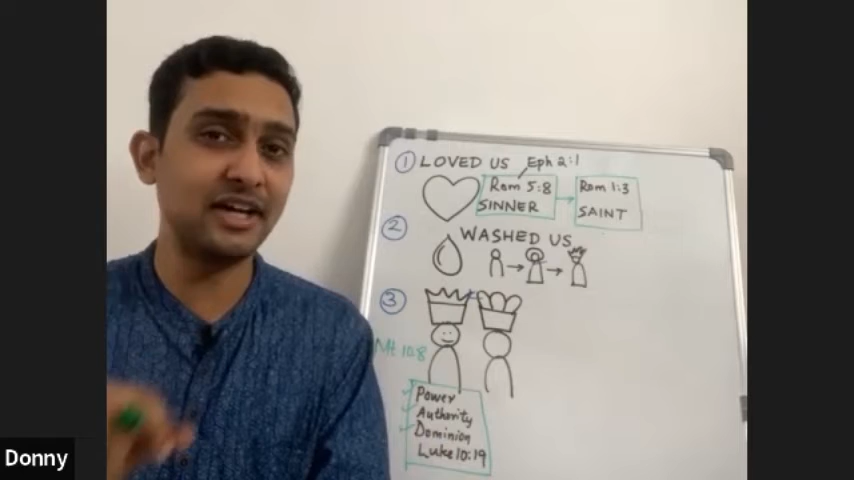 1 LOVED US Eph 2:1
Rom 5:8
SINNER
Rom 1:3
SAINT
2 WASHED US
3
Mt 10:8
Power
Authority
Dominion
Luke 10:19
Donny